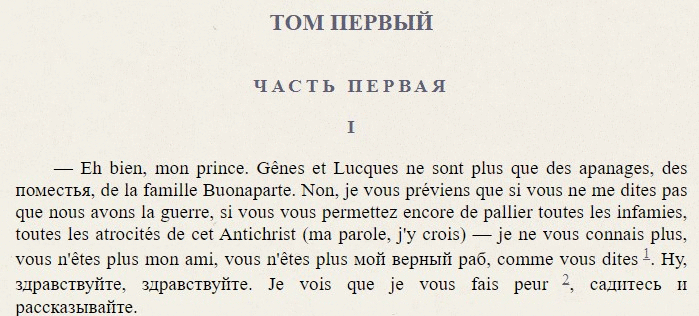 ТОМ ПЕРВЫЙ
ЧАСТЬ ПЕРВАЯ
I
— Eh bien, mon prince. Gênes et Lucques ne sont plus que des apanages, des
поместья, de la famille Buonaparte. Non, je vous préviens que si vous ne me dites pas
que nous avons la guerre, si vous vous permettez encore de pallier toutes les infamies,
toutes les atrocités de cet Antichrist (ma parole, j'y crois) — je ne vous connais plus,
vous n'êtes plus mon ami, vous n'êtes plus мой верный раб, comme vous dites 1. Ну,
здравствуйте, здравствуйте. Je vois que je vous fais peur 2, садитесь и
рассказывайте.